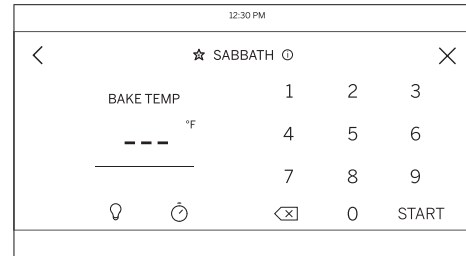 12:30 PM
SABBATH
BAKE TEMP
--- °F
1 2 3
4 5 6
7 8 9
0 START